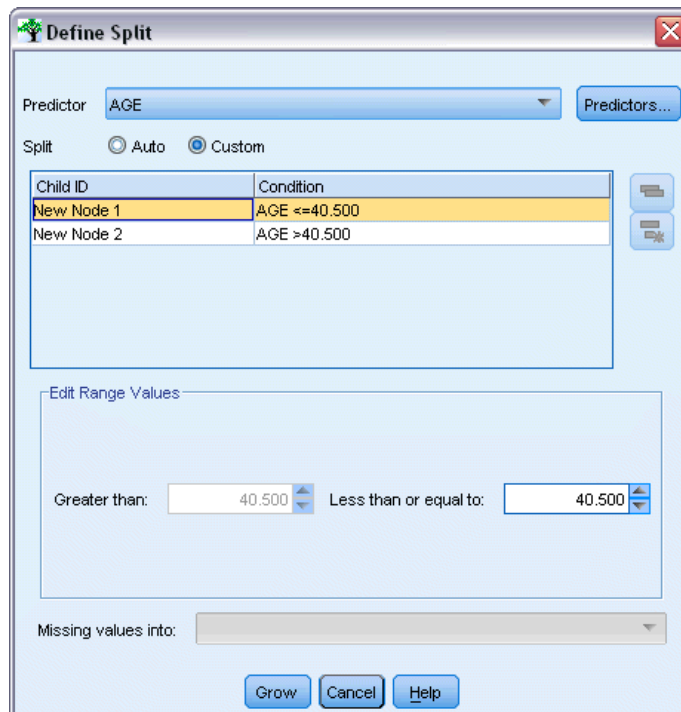 Define Split
Predictor AGE Predictors...
Split Auto Custom
Child ID Condition
New Node 1 AGE <=40.500
New Node 2 AGE >40.500
Edit Range Values
Greater than: 40.500 Less than or equal to: 40.500
Missing values into:
Grow Cancel Help